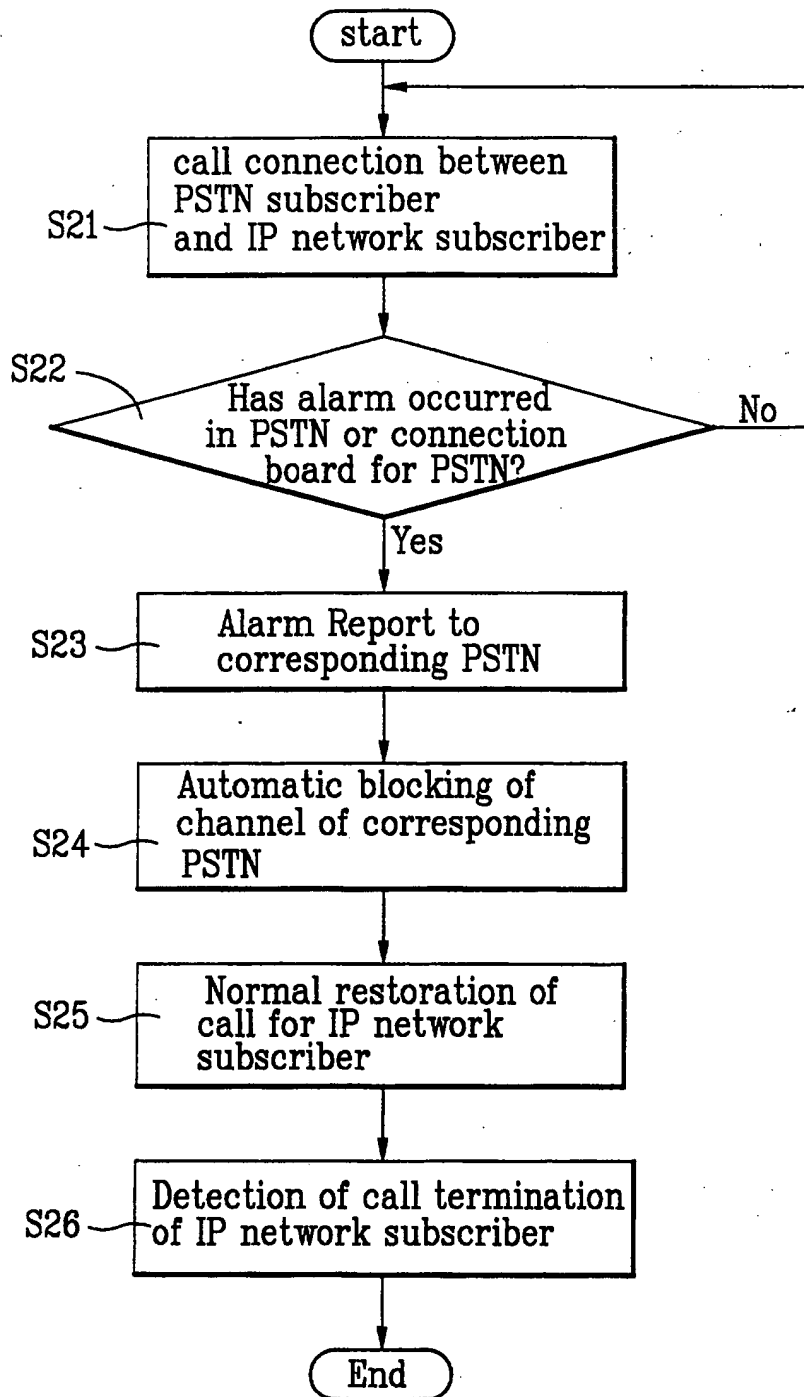 start
call connection between
PSTN subscriber
and IP network subscriber
S21
S22
Has alarm occurred
in PSTN or connection
board for PSTN?
No
Yes
S23
Alarm Report to
corresponding PSTN
S24
Automatic blocking of
channel of corresponding
PSTN
S25
Normal restoration of
call for IP network
subscriber
S26
Detection of call termination
of IP network subscriber
End